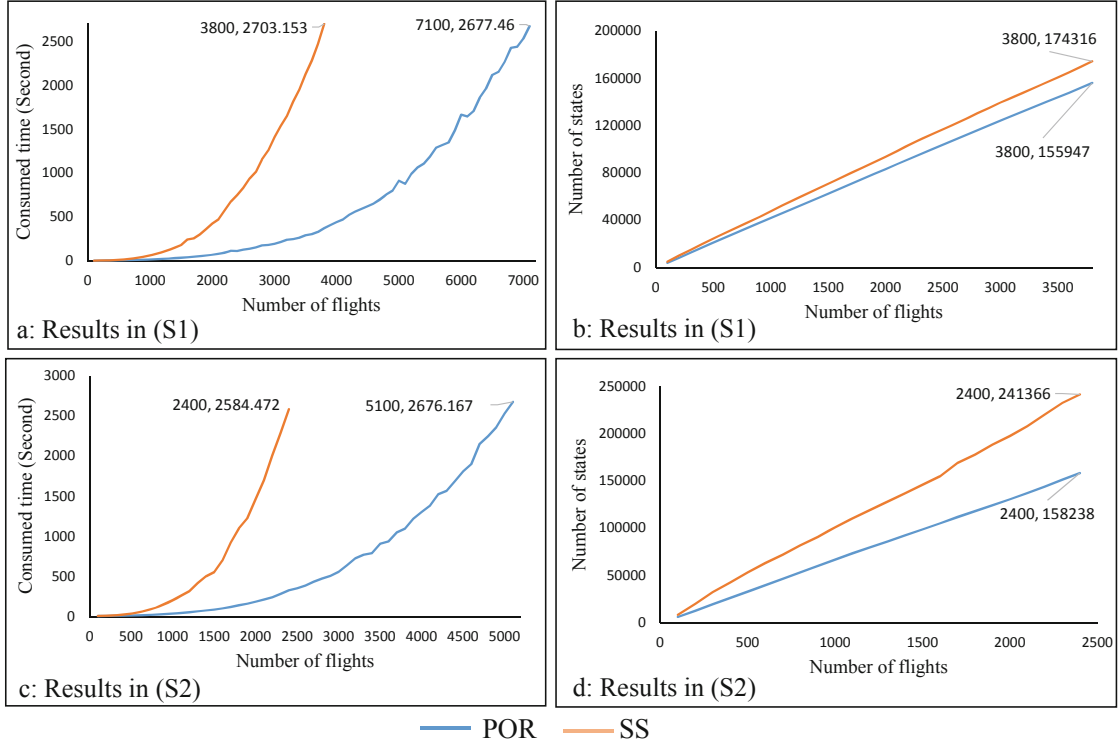 3800, 2703.153
7100, 2677.46
2500
2000
1500
1000
500
0
Consumed time (Second)
0 1000 2000 3000 4000 5000 6000 7000
Number of flights
a: Results in (S1)
200000
160000
120000
80000
40000
0
Number of states
3800, 174316
3800, 155947
0 500 1000 1500 2000 2500 3000 3500
Number of flights
b: Results in (S1)
3000
2500
2000
1500
1000
500
0
Consumed time (Second)
2400, 2584.472
5100, 2676.167
0 500 1000 1500 2000 2500 3000 3500 4000 4500 5000
Number of flights
c: Results in (S2)
250000
200000
150000
100000
50000
0
Number of states
2400, 241366
2400, 158238
0 500 1000 1500 2000 2500
Number of flights
d: Results in (S2)
POR SS